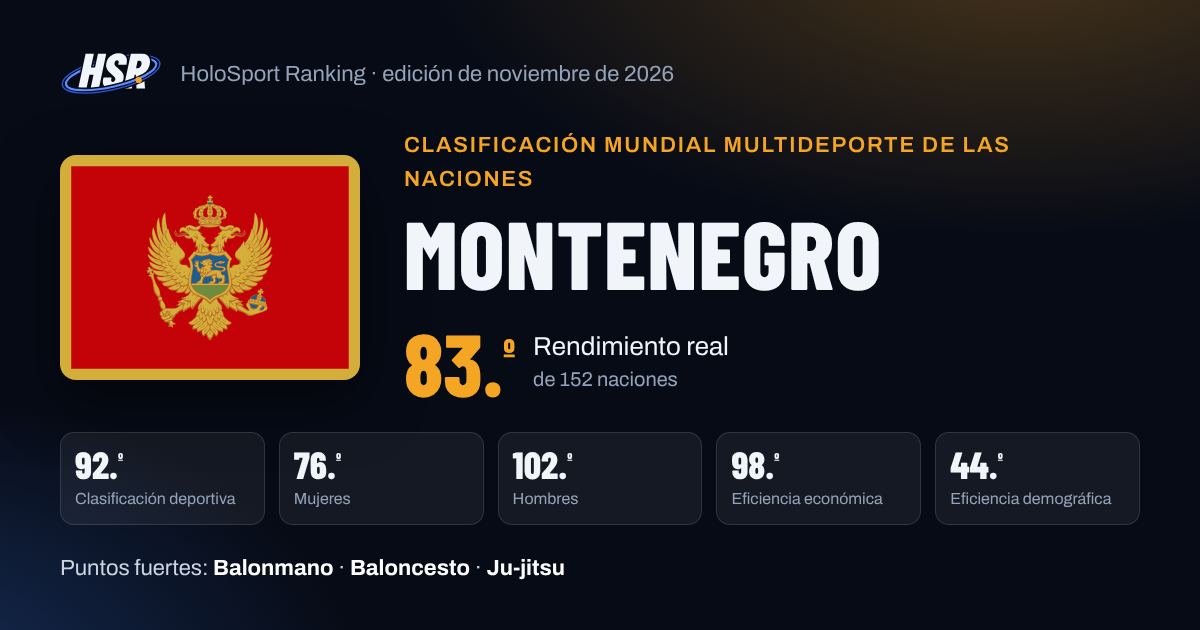 HSR
HoloSport Ranking · edición de noviembre de 2026
CLASIFICACIÓN MUNDIAL MULTIDEPORTE DE LAS
NACIONES
MONTENEGRO
83.º
Rendimiento real
de 152 naciones
92.º
Clasificación deportiva
76.º
Mujeres
102.º
Hombres
98.º
Eficiencia económica
44.º
Eficiencia demográfica
Puntos fuertes: Balonmano · Baloncesto · Ju-jitsu